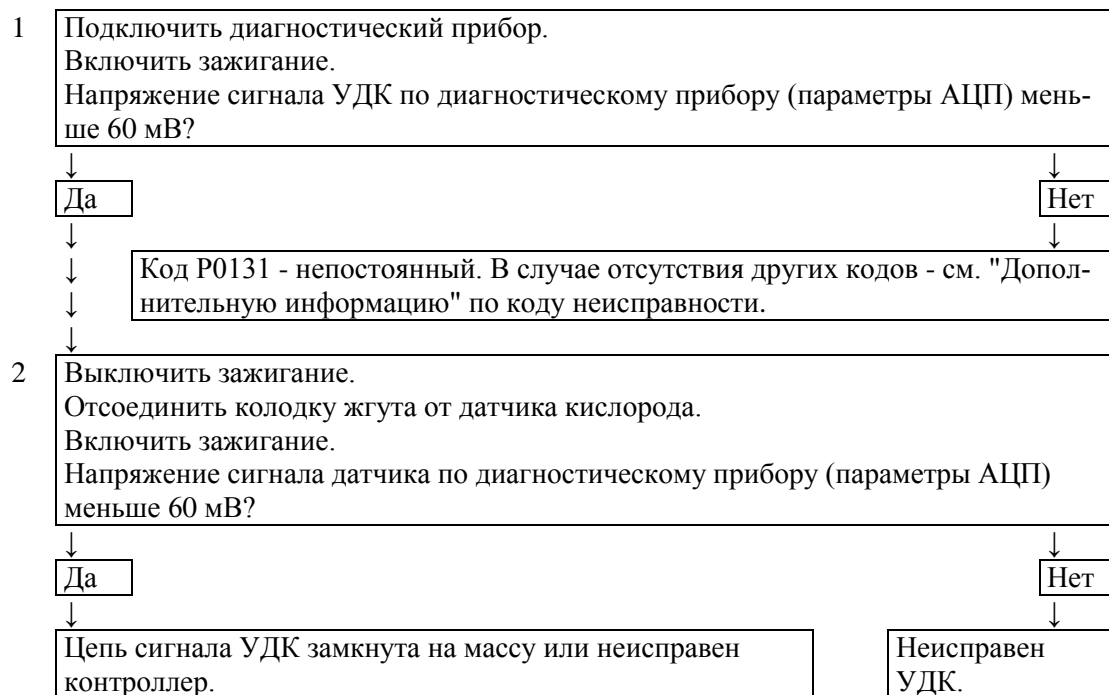 1 Подключить диагностический прибор.
Включить зажигание.
Напряжение сигнала УДК по диагностическому прибору (параметры АЦП) мень-
ше 60 мВ?
↓ ↓
Да Нет
↓ ↓
↓ Код Р0131 - непостоянный. В случае отсутствия других кодов - см. "Допол-
↓ нительную информацию" по коду неисправности.
↓
2 Выключить зажигание.
Отсоединить колодку жгута от датчика кислорода.
Включить зажигание.
Напряжение сигнала датчика по диагностическому прибору (параметры АЦП)
меньше 60 мВ?
↓ ↓
Да Нет
↓ ↓
Цепь сигнала УДК замкнута на массу или неисправен Неисправен
контроллер. УДК.